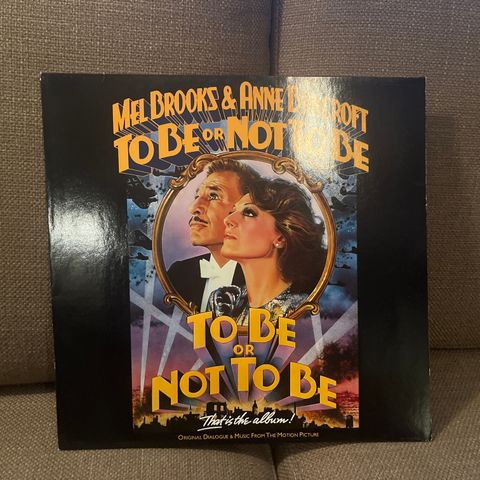 MEL BROOKS & ANNE BANCROFT
TO BE OR NOT TO BE
TO BE
OR
NOT TO BE
That is the album!
ORIGINAL DIALOGUE & MUSIC FROM THE MOTION PICTURE